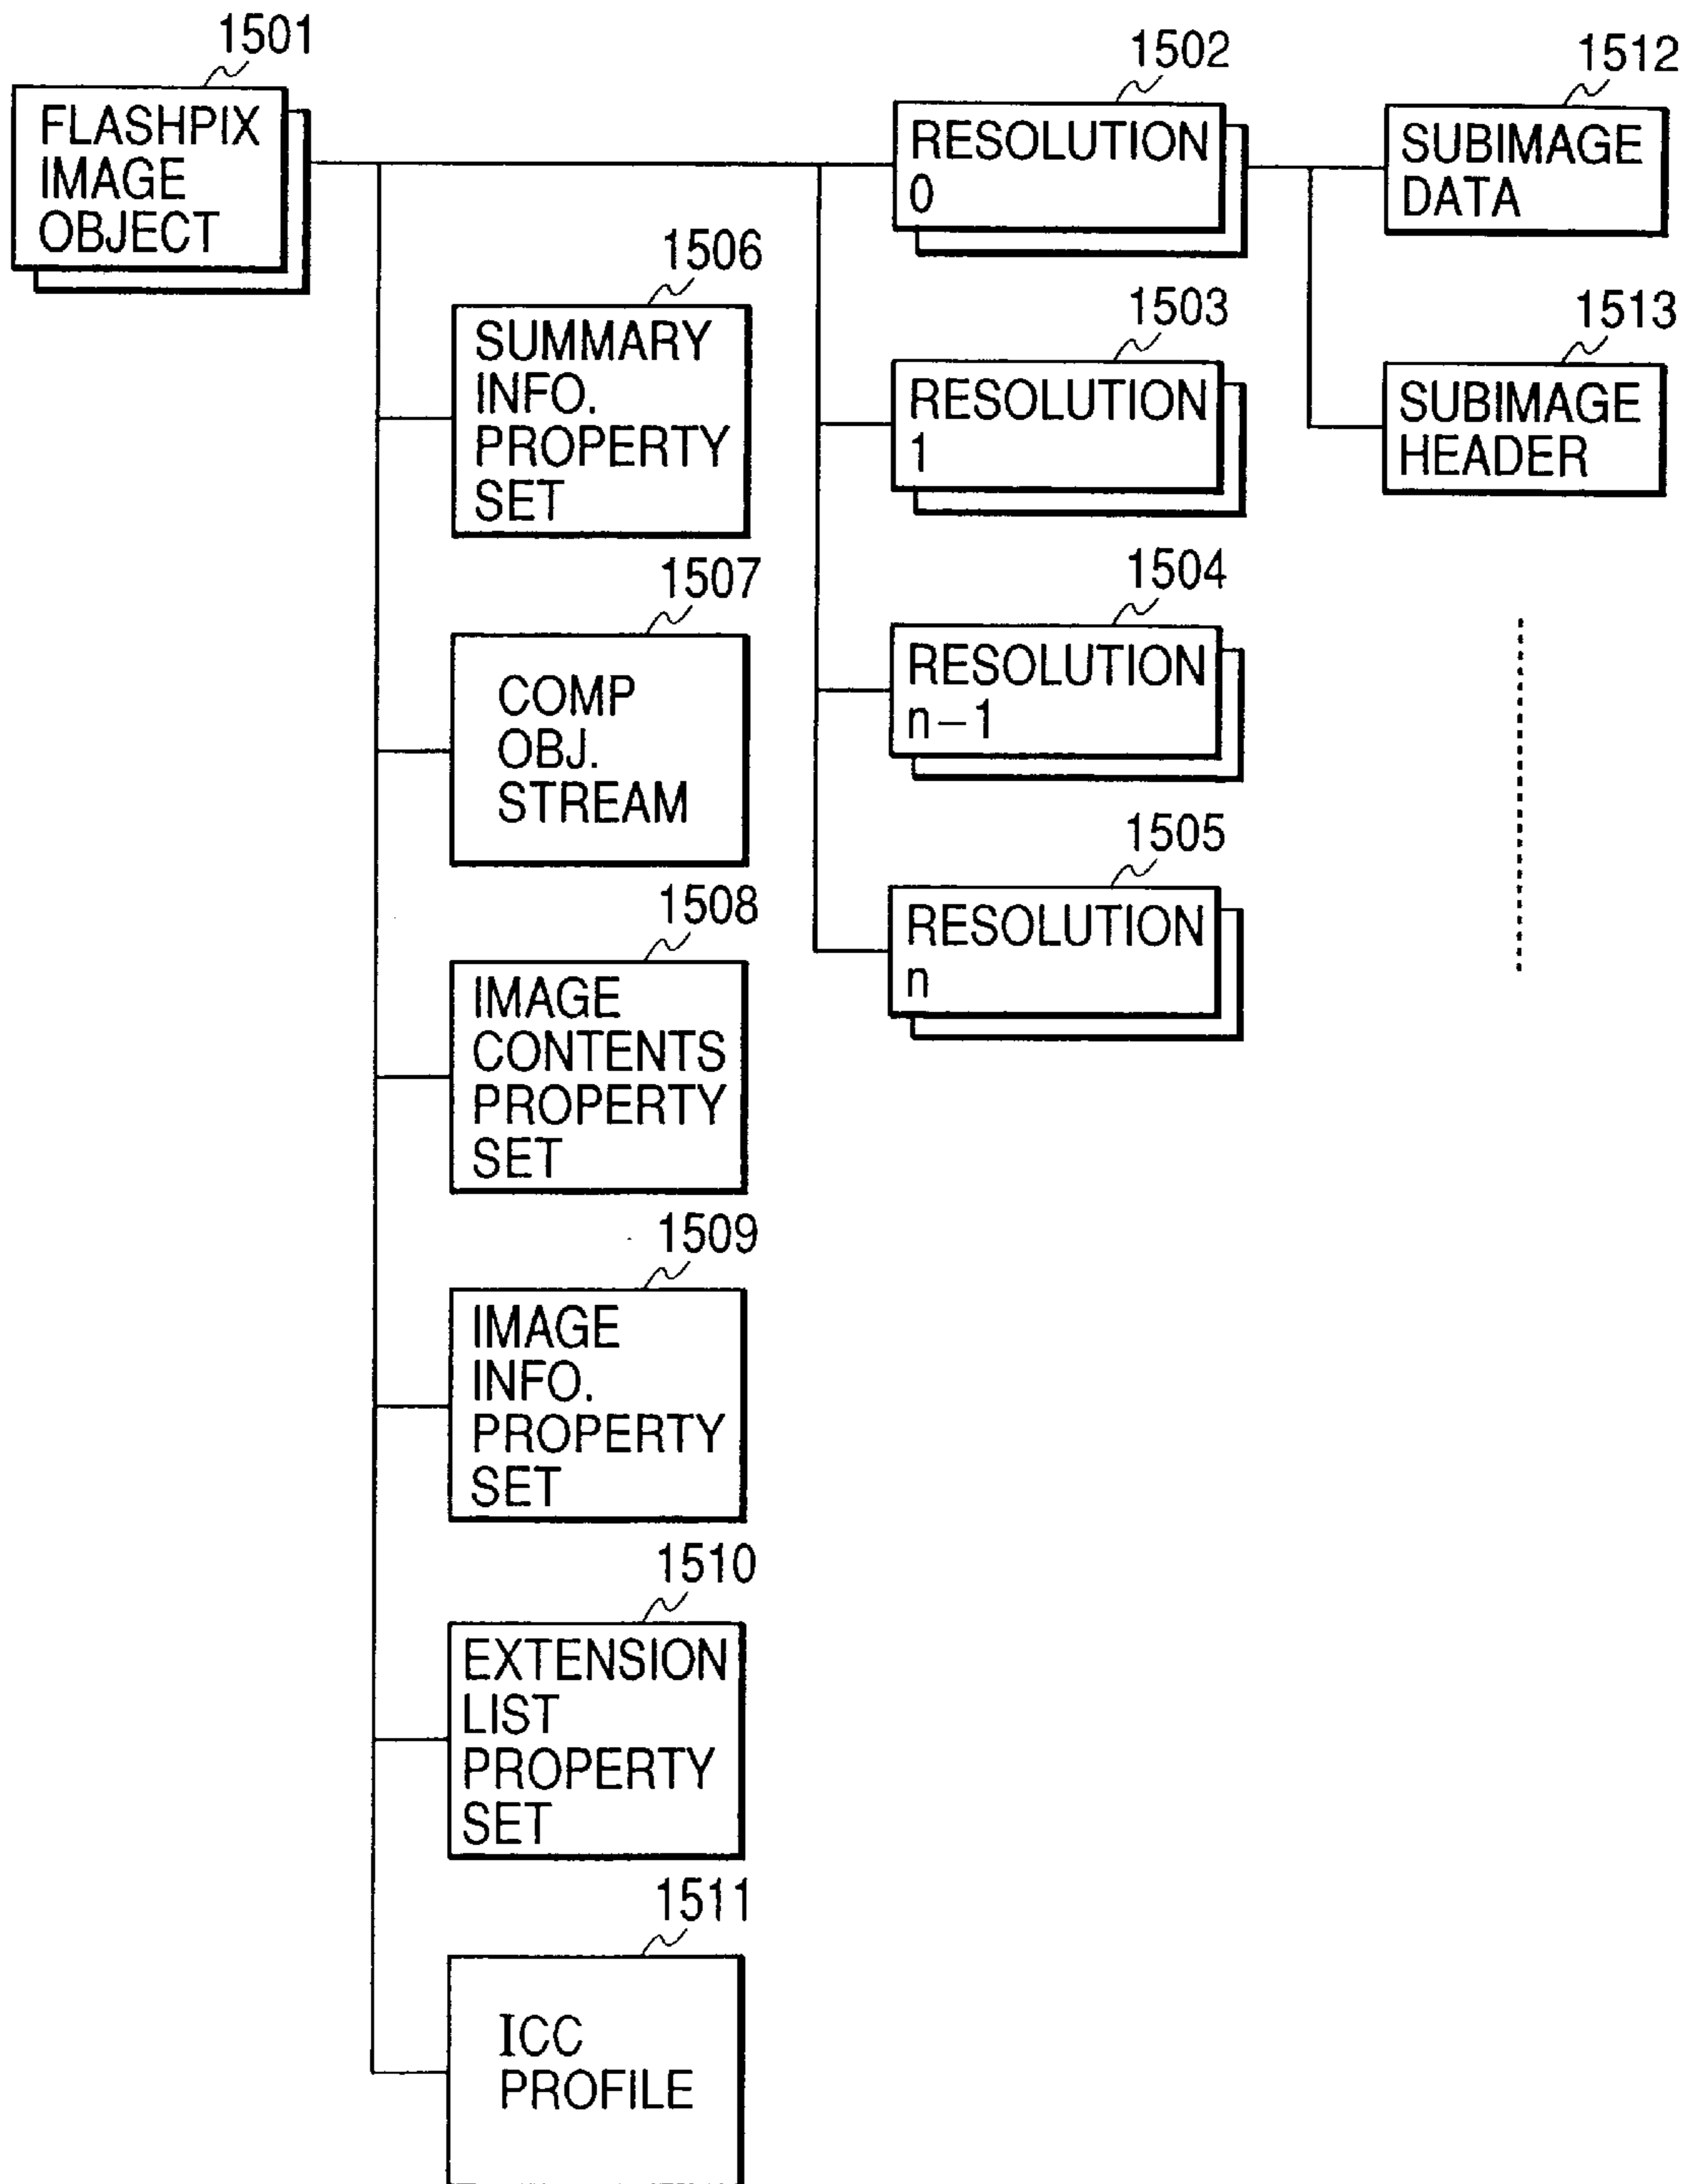 1501
FLASHPIX
IMAGE
OBJECT
1506
SUMMARY
INFO.
PROPERTY
SET
1507
COMP
OBJ.
STREAM
1508
IMAGE
CONTENTS
PROPERTY
SET
1509
IMAGE
INFO.
PROPERTY
SET
1510
EXTENSION
LIST
PROPERTY
SET
1511
ICC
PROFILE
1502
RESOLUTION
0
1503
RESOLUTION
1
1504
RESOLUTION
n-1
1505
RESOLUTION
n
1512
SUBIMAGE
DATA
1513
SUBIMAGE
HEADER